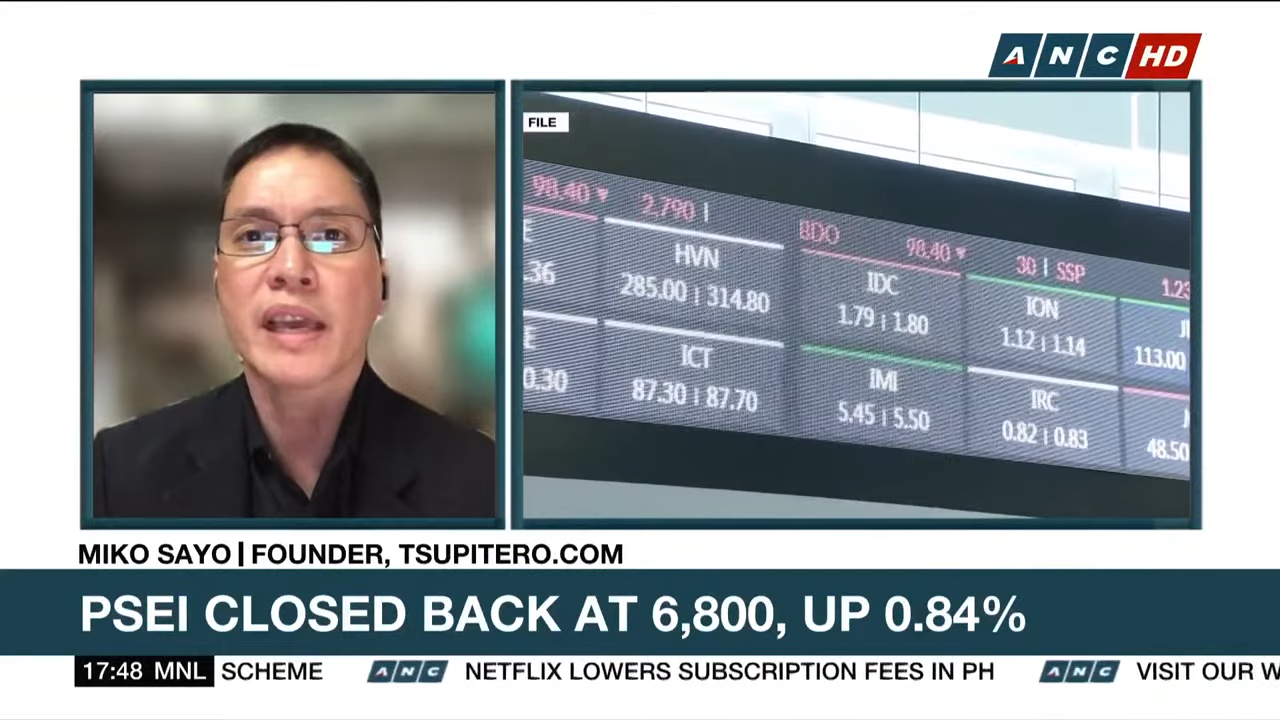 ANC HD
FILE
98.40 ▼ 2.790 |
BDO 98.40 ▼ 30 | SSP
HVN
285.00 | 314.80
IDC
1.79 | 1.80
ION
1.12 | 1.14
113.00
.36
ICT
87.30 | 87.70
IMI
5.45 | 5.50
IRC
0.82 | 0.83
48.50
0.30
MIKO SAYO | FOUNDER, TSUPITERO.COM
PSEI CLOSED BACK AT 6,800, UP 0.84%
17:48 MNL SCHEME ANC NETFLIX LOWERS SUBSCRIPTION FEES IN PH ANC VISIT OUR W